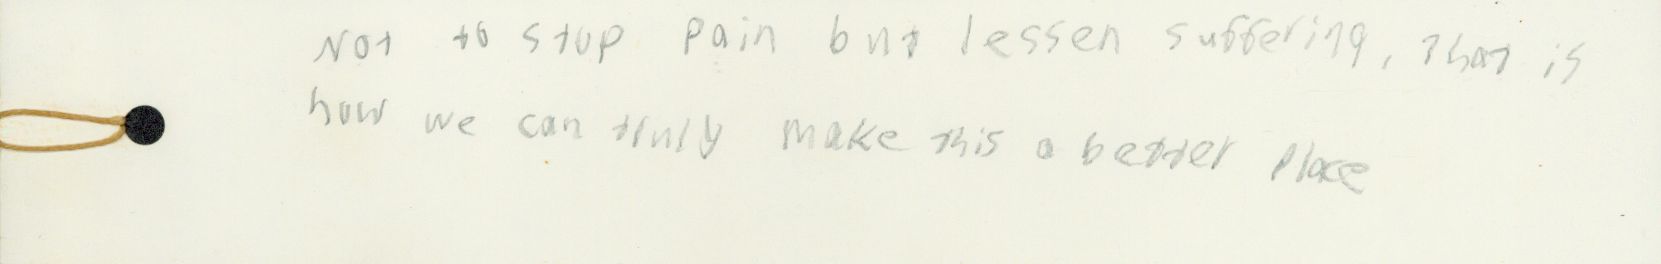 Not to stop pain but lessen suffering, that is
how we can truly make this a better place